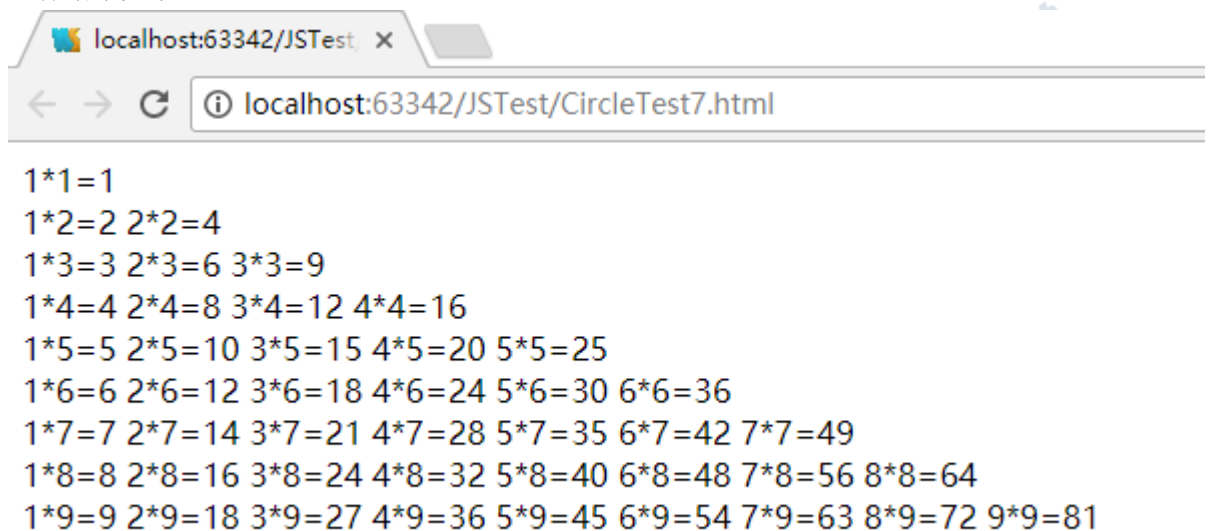 localhost:63342/JSTest
localhost:63342/JSTest/CircleTest7.html
1*1=1
1*2=2 2*2=4
1*3=3 2*3=6 3*3=9
1*4=4 2*4=8 3*4=12 4*4=16
1*5=5 2*5=10 3*5=15 4*5=20 5*5=25
1*6=6 2*6=12 3*6=18 4*6=24 5*6=30 6*6=36
1*7=7 2*7=14 3*7=21 4*7=28 5*7=35 6*7=42 7*7=49
1*8=8 2*8=16 3*8=24 4*8=32 5*8=40 6*8=48 7*8=56 8*8=64
1*9=9 2*9=18 3*9=27 4*9=36 5*9=45 6*9=54 7*9=63 8*9=72 9*9=81